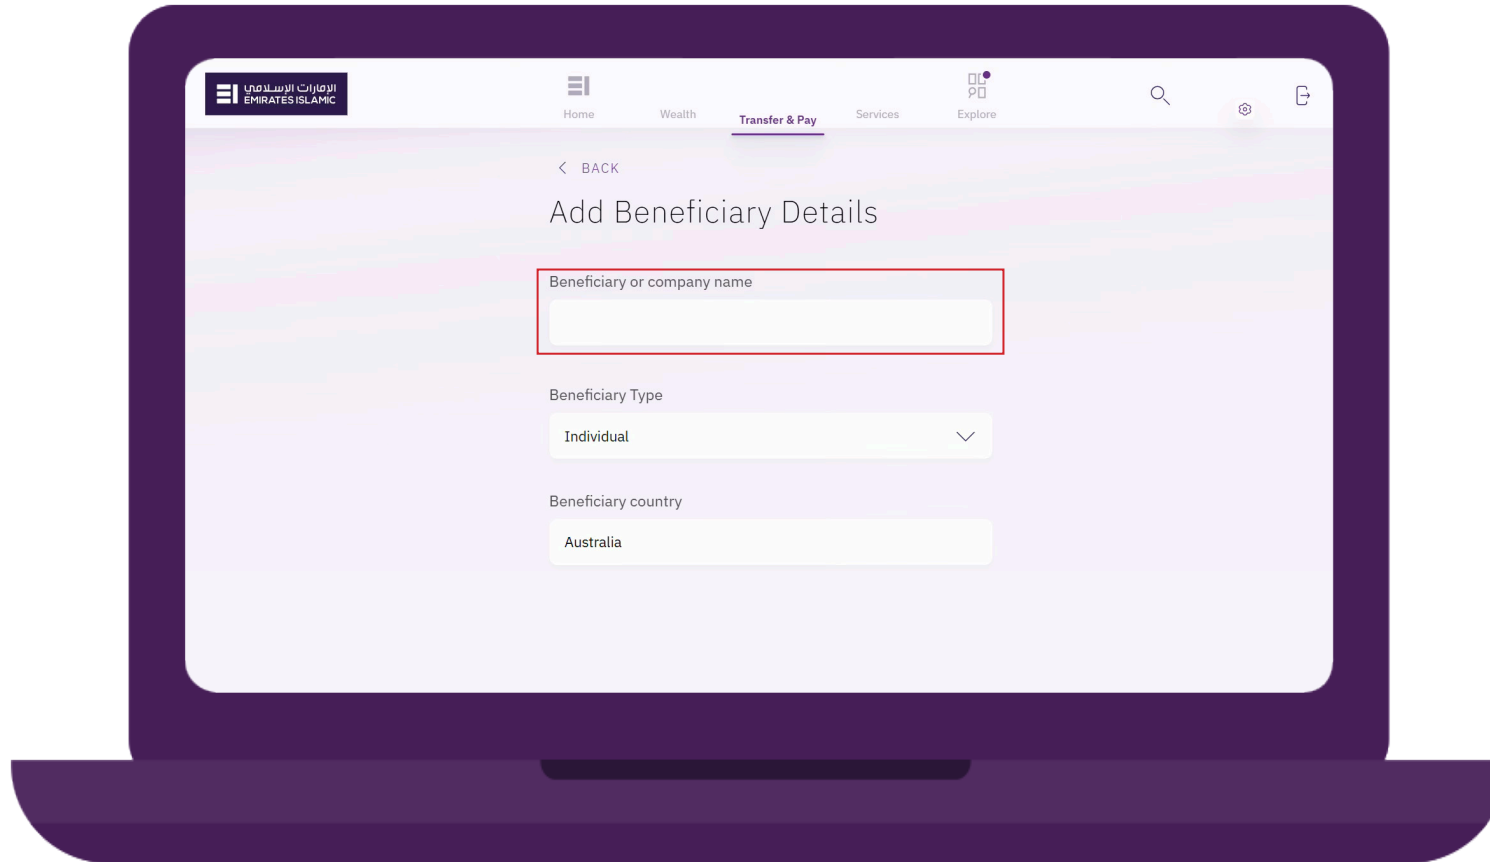 الإمارات الإسلامي
EMIRATES ISLAMIC
Home
Wealth
Transfer & Pay
Services
Explore
BACK
Add Beneficiary Details
Beneficiary or company name
Beneficiary Type
Individual
Beneficiary country
Australia